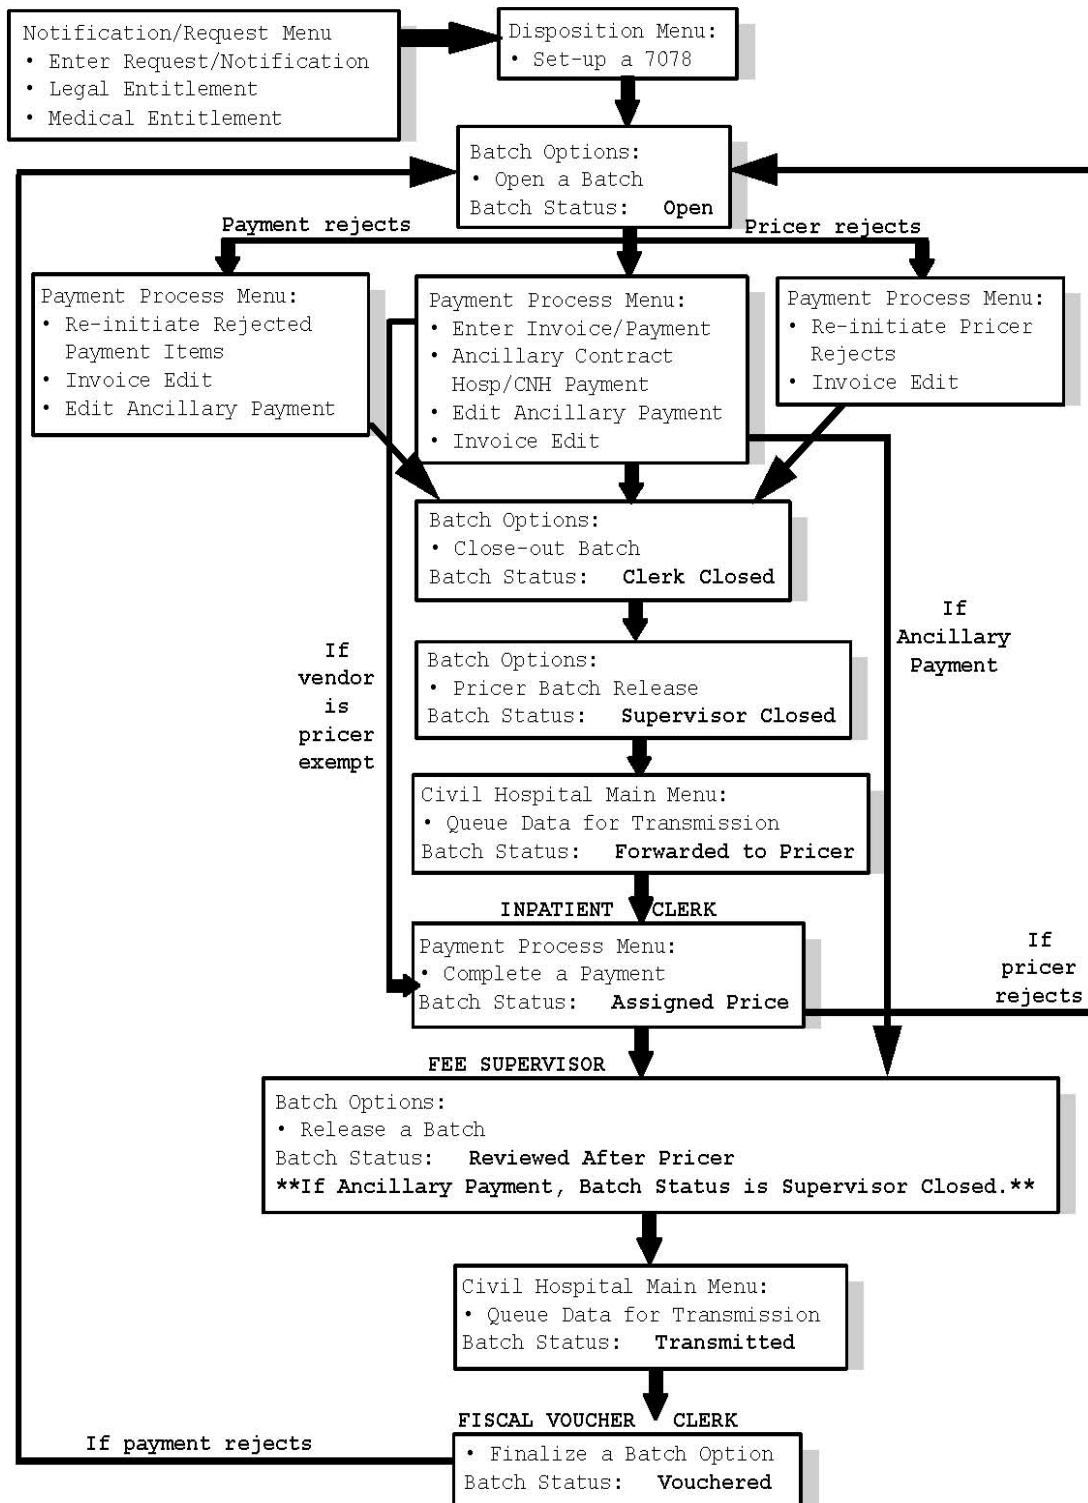 Notification/Request Menu
• Enter Request/Notification
• Legal Entitlement
• Medical Entitlement
Disposition Menu:
• Set-up a 7078
Batch Options:
• Open a Batch
Batch Status: Open
Payment rejects
Pricer rejects
Payment Process Menu:
• Re-initiate Rejected
Payment Items
• Invoice Edit
• Edit Ancillary Payment
Payment Process Menu:
• Enter Invoice/Payment
• Ancillary Contract
Hosp/CNH Payment
• Edit Ancillary Payment
• Invoice Edit
Payment Process Menu:
• Re-initiate Pricer
Rejects
• Invoice Edit
Batch Options:
• Close-out Batch
Batch Status: Clerk Closed
If
Ancillary
Payment
If
vendor
is
pricer
exempt
Batch Options:
• Pricer Batch Release
Batch Status: Supervisor Closed
Civil Hospital Main Menu:
• Queue Data for Transmission
Batch Status: Forwarded to Pricer
INPATIENT CLERK
Payment Process Menu:
• Complete a Payment
Batch Status: Assigned Price
If
pricer
rejects
FEE SUPERVISOR
Batch Options:
• Release a Batch
Batch Status: Reviewed After Pricer
**If Ancillary Payment, Batch Status is Supervisor Closed.**
Civil Hospital Main Menu:
• Queue Data for Transmission
Batch Status: Transmitted
FISCAL VOUCHER CLERK
If payment rejects
• Finalize a Batch Option
Batch Status: Vouchered